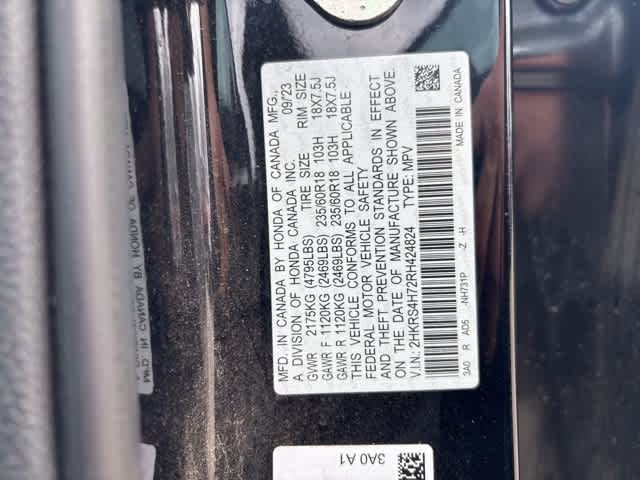 MFD. IN CANADA BY HONDA OF CANADA MFG.,
A DIVISION OF HONDA CANADA INC. 09/23
GVWR 2175KG (4795LBS) TIRE SIZE RIM SIZE
GAWR F 1120KG (2469LBS) 235/60R18 103H 18X7.5J
GAWR R 1120KG (2469LBS) 235/60R18 103H 18X7.5J
THIS VEHICLE CONFORMS TO ALL APPLICABLE
FEDERAL MOTOR VEHICLE SAFETY
AND THEFT PREVENTION STANDARDS IN EFFECT
ON THE DATE OF MANUFACTURE SHOWN ABOVE.
V.I.N.: 2HKRS4H72RH424824 TYPE: MPV
3A0 R AD5 NH731P -Z -H MADE IN CANADA
3A0 A1